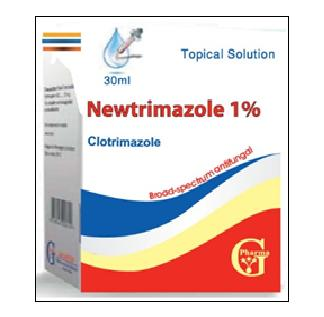 Topical Solution
30ml
Newtrimazole 1%
Clotrimazole
Broad-spectrum antifungal
G Pharma